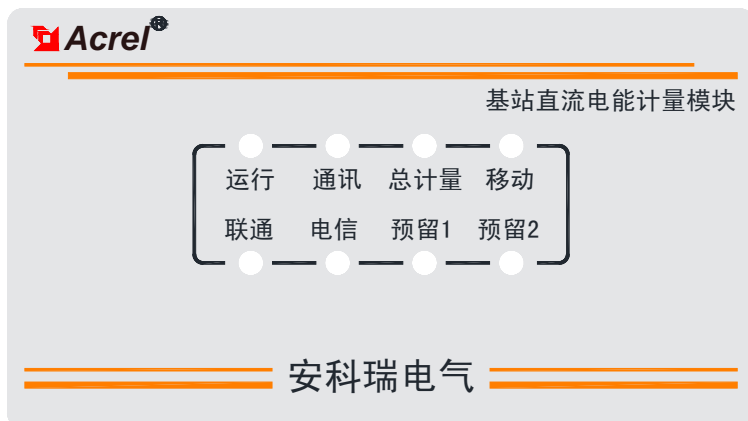 Acrel®
基站直流电能计量模块
运行 通讯 总计量 移动
联通 电信 预留1 预留2
安科瑞电气